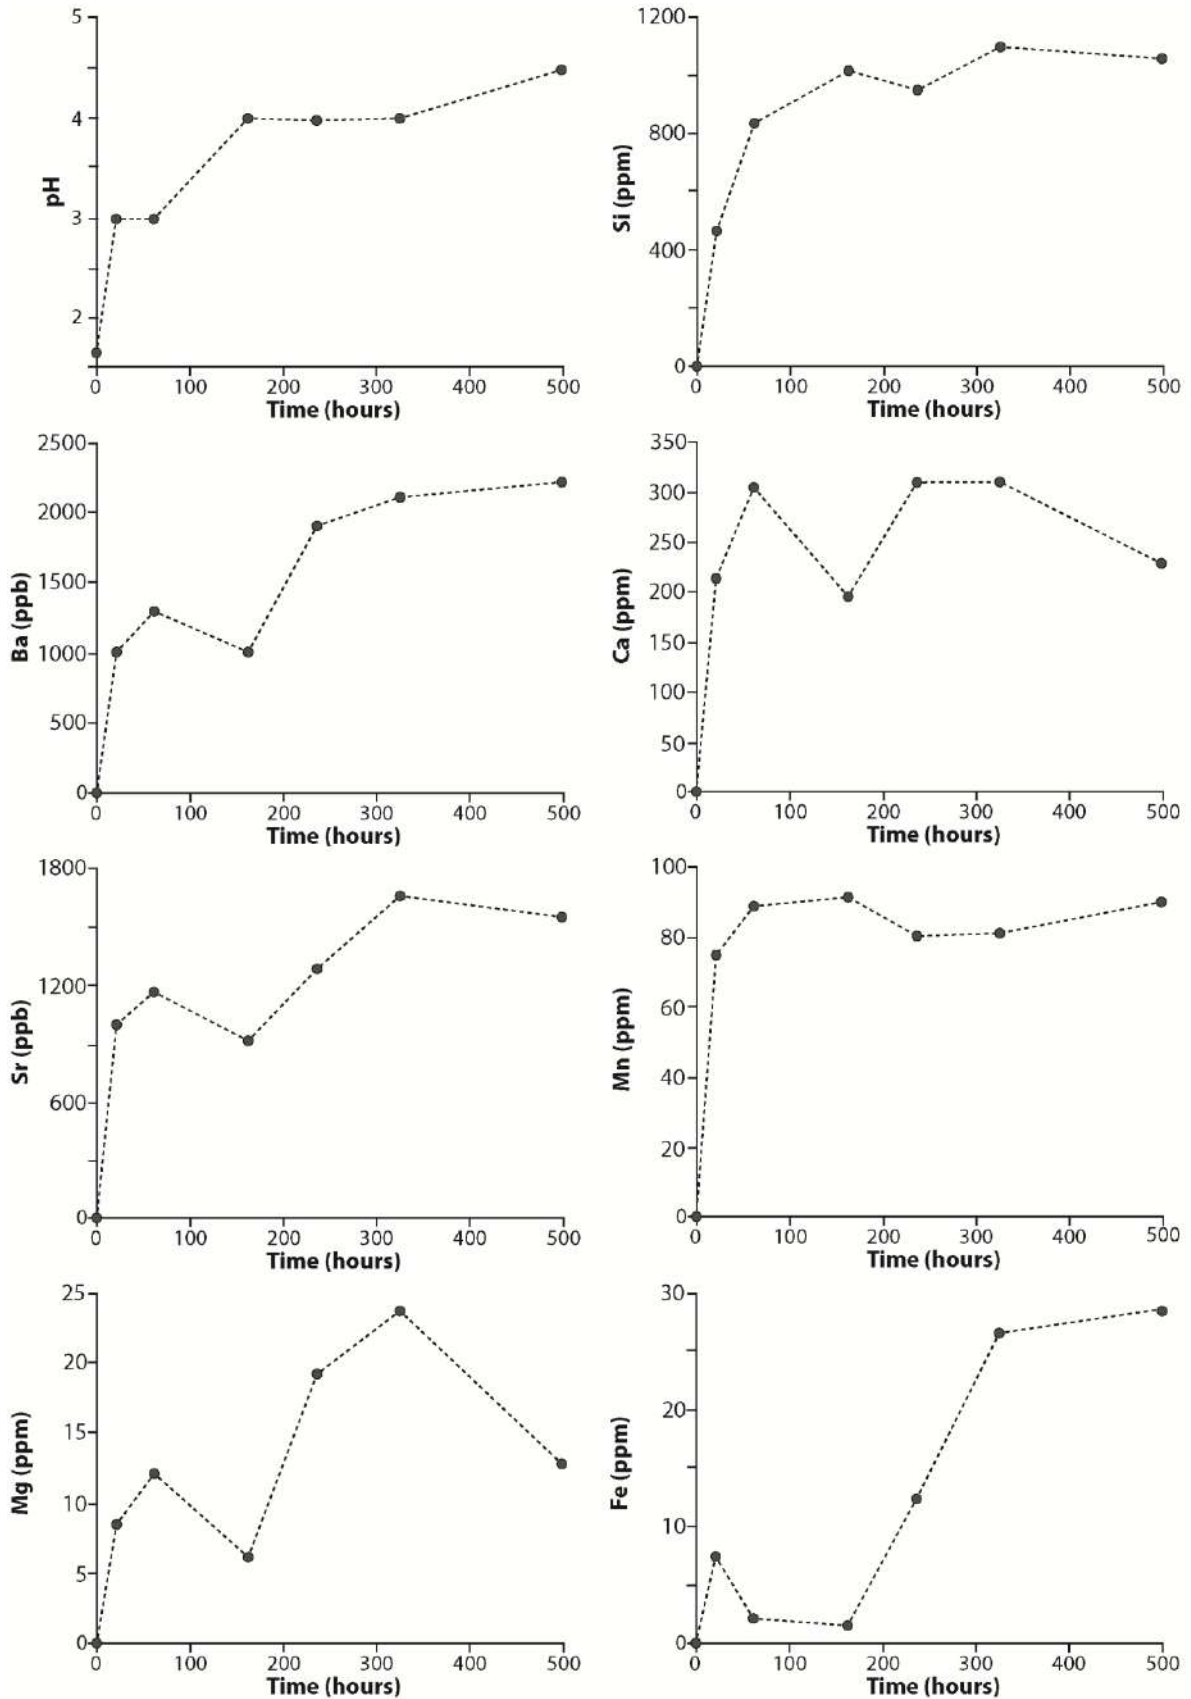 5
4
3
2
pH
0 100 200 300 400 500
Time (hours)
1200
800
400
0
Si (ppm)
0 100 200 300 400 500
Time (hours)
2500
2000
1500
1000
500
0
Ba (ppb)
0 100 200 300 400 500
Time (hours)
350
300
250
200
150
100
50
0
Ca (ppm)
0 100 200 300 400 500
Time (hours)
1800
1200
600
0
Sr (ppb)
0 100 200 300 400 500
Time (hours)
100
80
60
40
20
0
Mn (ppm)
0 100 200 300 400 500
Time (hours)
25
20
15
10
5
0
Mg (ppm)
0 100 200 300 400 500
Time (hours)
30
20
10
0
Fe (ppm)
0 100 200 300 400 500
Time (hours)